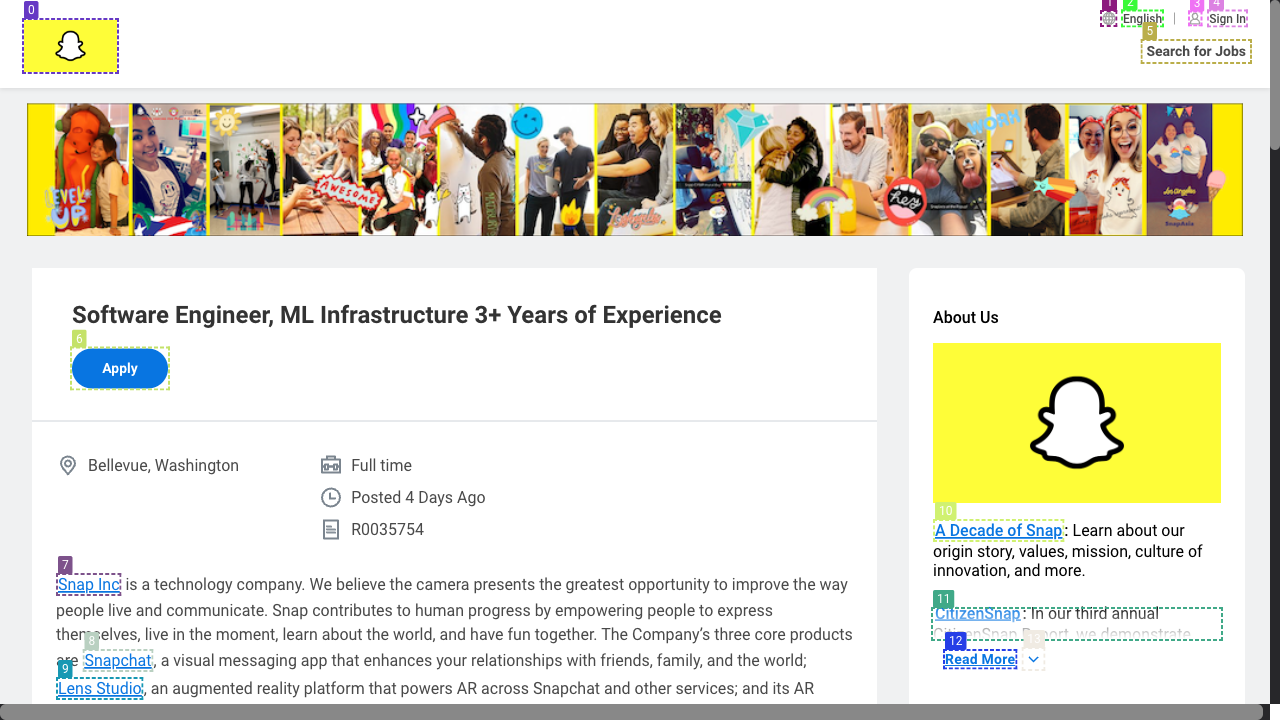 0
1
2
3
4
English
Sign In
5
Search for Jobs
LEVEL UP
AWESOME
hey
WORK
Software Engineer, ML Infrastructure 3+ Years of Experience
6
Apply
Bellevue, Washington
Full time
Posted 4 Days Ago
R0035754
7
Snap Inc is a technology company. We believe the camera presents the greatest opportunity to improve the way
people live and communicate. Snap contributes to human progress by empowering people to express
themselves, live in the moment, learn about the world, and have fun together. The Company's three core products
8
are Snapchat, a visual messaging app that enhances your relationships with friends, family, and the world;
9
Lens Studio, an augmented reality platform that powers AR across Snapchat and other services; and its AR
About Us
10
A Decade of Snap: Learn about our
origin story, values, mission, culture of
innovation, and more.
11
CitizenSnap: In our third annual
CitizenSnap Report, we demonstrate
12
13
Read More